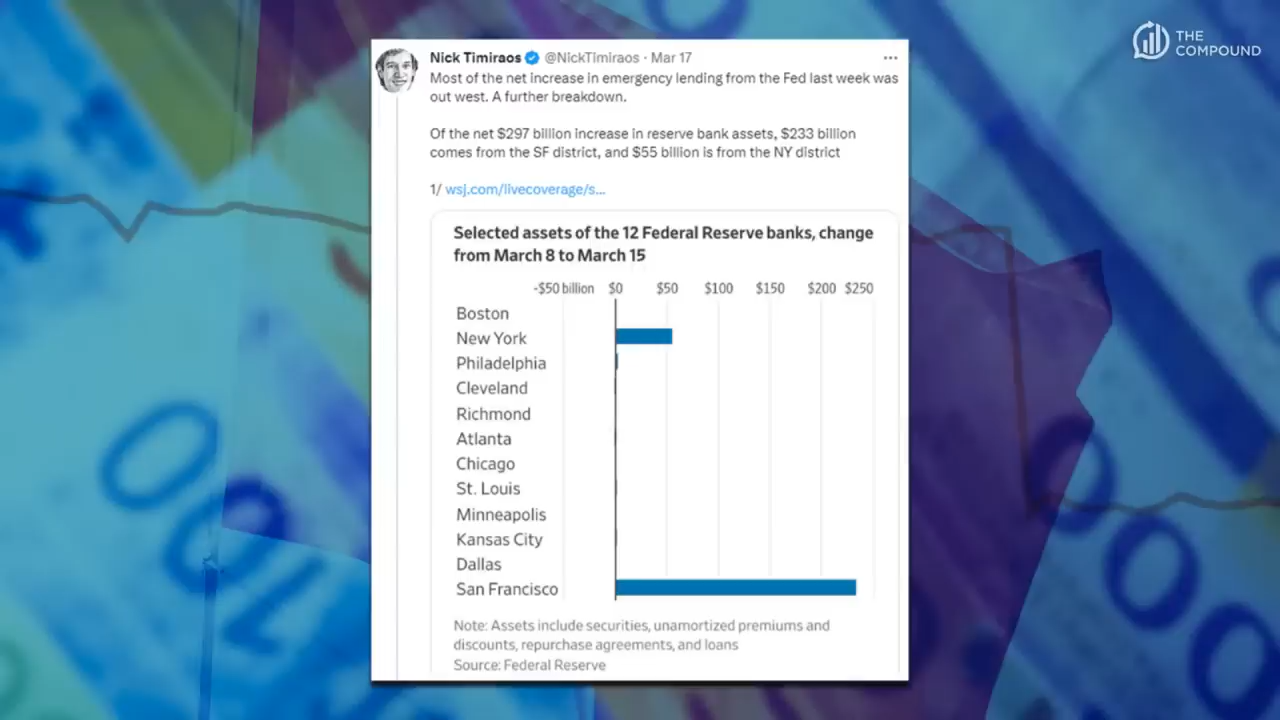 THE
COMPOUND
Nick Timiraos @NickTimiraos · Mar 17
Most of the net increase in emergency lending from the Fed last week was
out west. A further breakdown.
Of the net $297 billion increase in reserve bank assets, $233 billion
comes from the SF district, and $55 billion is from the NY district
1/ wsj.com/livecoverage/s...
Selected assets of the 12 Federal Reserve banks, change
from March 8 to March 15
-$50 billion $0 $50 $100 $150 $200 $250
Boston
New York
Philadelphia
Cleveland
Richmond
Atlanta
Chicago
St. Louis
Minneapolis
Kansas City
Dallas
San Francisco
Note: Assets include securities, unamortized premiums and
discounts, repurchase agreements, and loans
Source: Federal Reserve
100